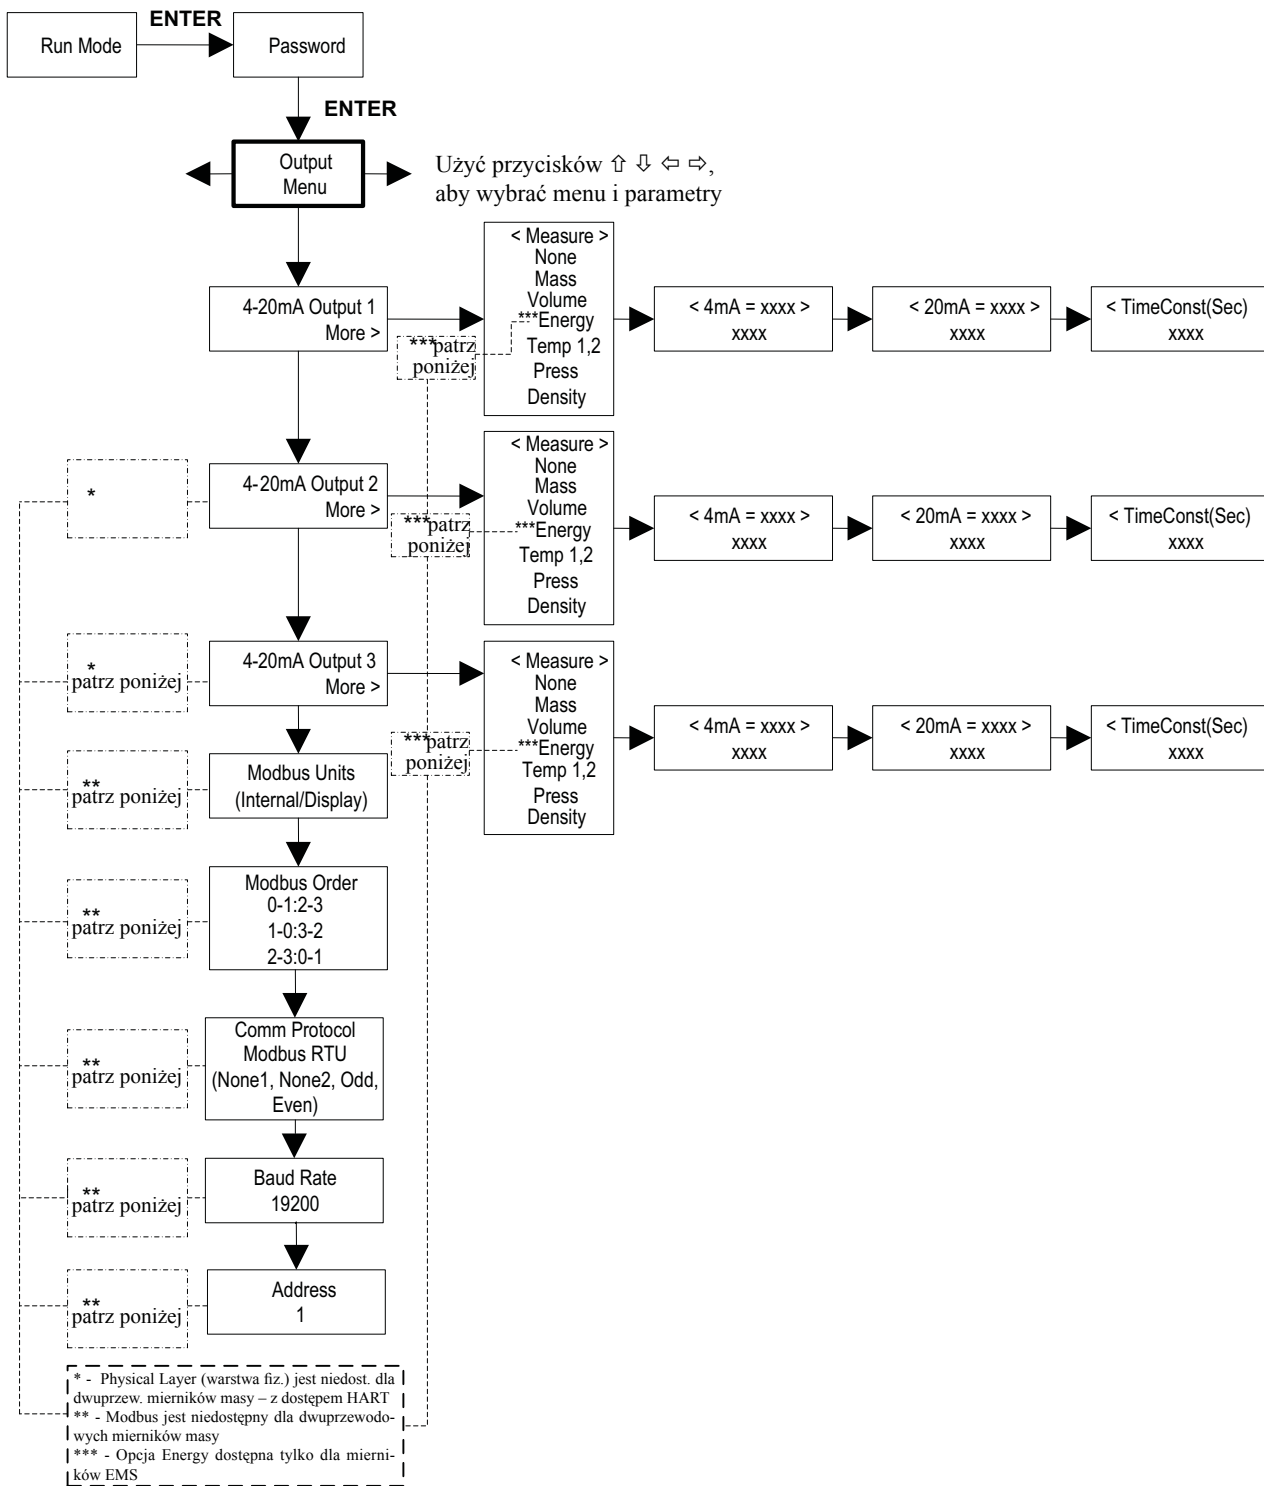 ENTER
Run Mode
Password
ENTER
Output
Menu
Użyć przycisków ⇧ ⇩ ⇦ ⇨,
aby wybrać menu i parametry
4-20mA Output 1
More >
***patrz
poniżej
< Measure >
None
Mass
Volume
***Energy
Temp 1,2
Press
Density
< 4mA = xxxx >
xxxx
< 20mA = xxxx >
xxxx
< TimeConst(Sec)
xxxx
*
4-20mA Output 2
More >
***patrz
poniżej
< Measure >
None
Mass
Volume
***Energy
Temp 1,2
Press
Density
< 4mA = xxxx >
xxxx
< 20mA = xxxx >
xxxx
< TimeConst(Sec)
xxxx
*
patrz poniżej
4-20mA Output 3
More >
***patrz
poniżej
< Measure >
None
Mass
Volume
***Energy
Temp 1,2
Press
Density
< 4mA = xxxx >
xxxx
< 20mA = xxxx >
xxxx
< TimeConst(Sec)
xxxx
**
patrz poniżej
Modbus Units
(Internal/Display)
**
patrz poniżej
Modbus Order
0-1:2-3
1-0:3-2
2-3:0-1
**
patrz poniżej
Comm Protocol
Modbus RTU
(None1, None2, Odd,
Even)
**
patrz poniżej
Baud Rate
19200
**
patrz poniżej
Address
1
* - Physical Layer (warstwa fiz.) jest niedost. dla
dwuprzew. mierników masy – z dostępem HART
** - Modbus jest niedostępny dla dwuprzewodo-
wych mierników masy
*** - Opcja Energy dostępna tylko dla mierni-
ków EMS